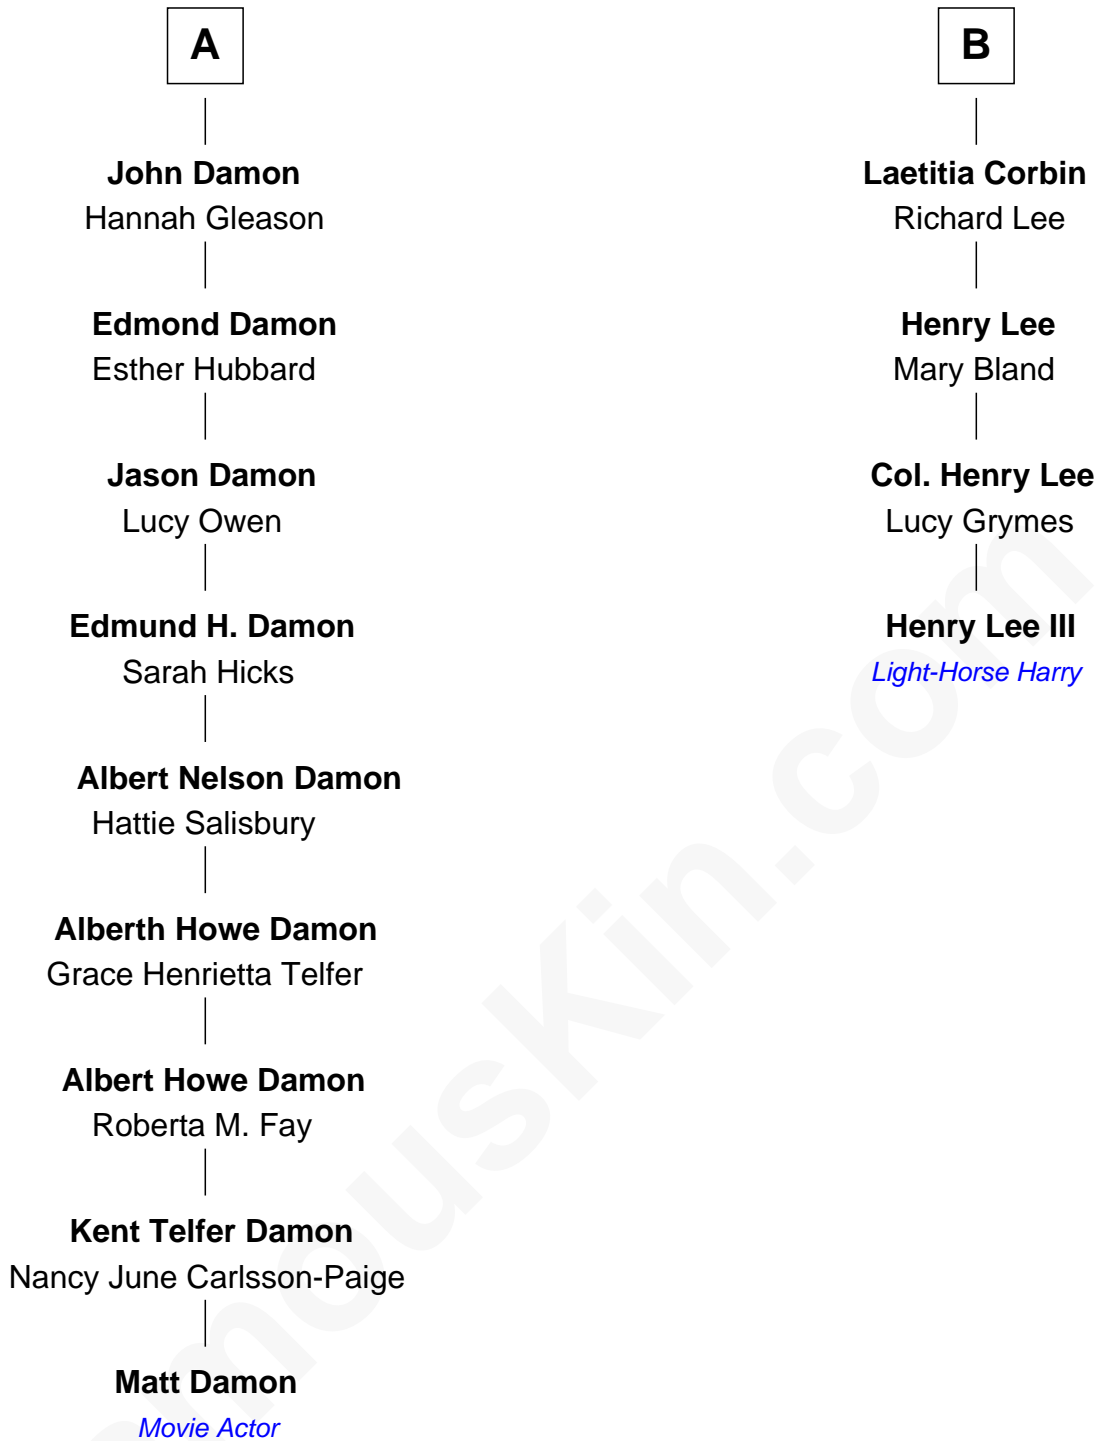 A
John Damon
Hannah Gleason
Edmond Damon
Esther Hubbard
Jason Damon
Lucy Owen
Edmund H. Damon
Sarah Hicks
Albert Nelson Damon
Hattie Salisbury
Alberth Howe Damon
Grace Henrietta Telfer
Albert Howe Damon
Roberta M. Fay
Kent Telfer Damon
Nancy June Carlsson-Paige
Matt Damon
Movie Actor
B
Laetitia Corbin
Richard Lee
Henry Lee
Mary Bland
Col. Henry Lee
Lucy Grymes
Henry Lee III
Light-Horse Harry
mousKin.com